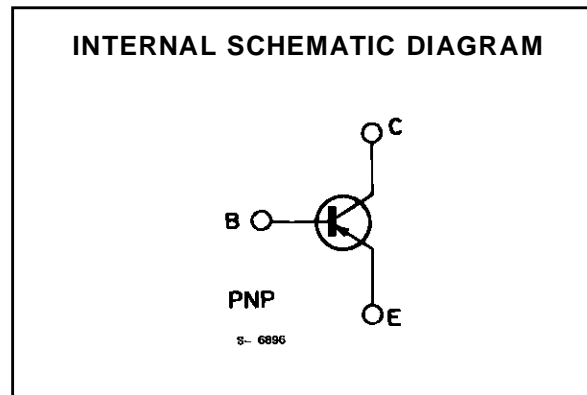 INTERNAL SCHEMATIC DIAGRAM
C
B
PNP
E
S- 6896